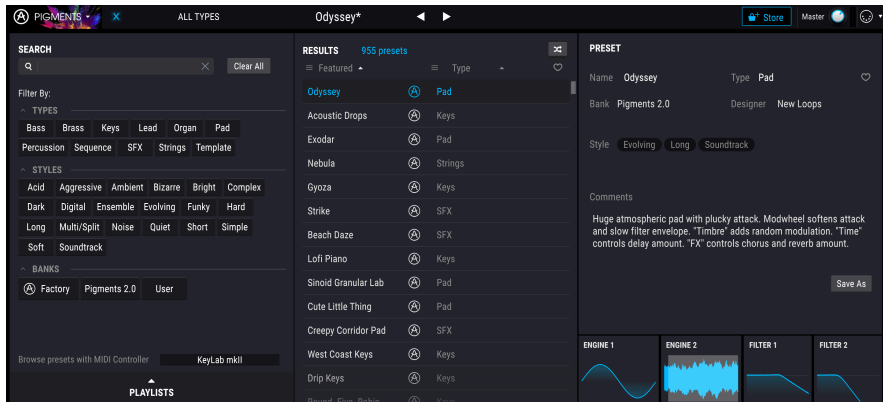 PIGMENTS
X
ALL TYPES
Odyssey*
Store
Master
SEARCH
Clear All
Filter By:
TYPES
Bass Brass Keys Lead Organ Pad
Percussion Sequence SFX Strings Template
STYLES
Acid Aggressive Ambient Bizarre Bright Complex
Dark Digital Ensemble Evolving Funky Hard
Long Multi/Split Noise Quiet Short Simple
Soft Soundtrack
BANKS
Factory Pigments 2.0 User
Browse presets with MIDI Controller KeyLab mkII
PLAYLISTS
RESULTS 955 presets
Featured Type
Odyssey Pad
Acoustic Drops Keys
Exodar Pad
Nebula Strings
Gyoza Keys
Strike SFX
Beach Daze SFX
Lofi Piano Keys
Sinoid Granular Lab Pad
Cute Little Thing Pad
Creepy Corridor Pad SFX
West Coast Keys Keys
Drip Keys Keys
PRESET
Name Odyssey Type Pad
Bank Pigments 2.0 Designer New Loops
Style Evolving Long Soundtrack
Comments
Huge atmospheric pad with plucky attack. Modwheel softens attack
and slow filter envelope. "Timbre" adds random modulation. "Time"
controls delay amount. "FX" controls chorus and reverb amount.
Save As
ENGINE 1 ENGINE 2 FILTER 1 FILTER 2